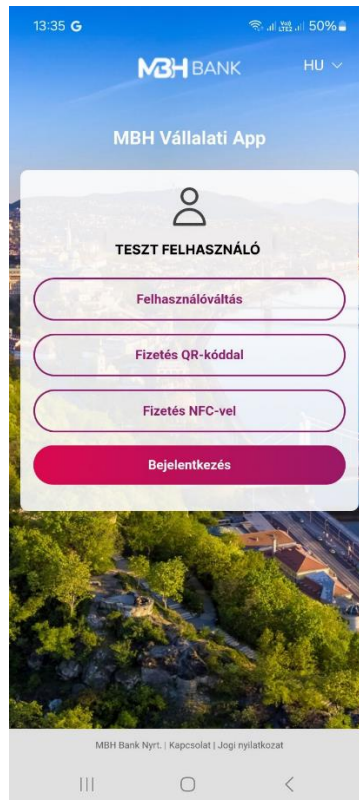 13:35 G 50%
MBH BANK HU
MBH Vállalati App
TESZT FELHASZNÁLÓ
Felhasználóváltás
Fizetés QR-kóddal
Fizetés NFC-vel
Bejelentkezés
MBH Bank Nyrt. | Kapcsolat | Jogi nyilatkozat